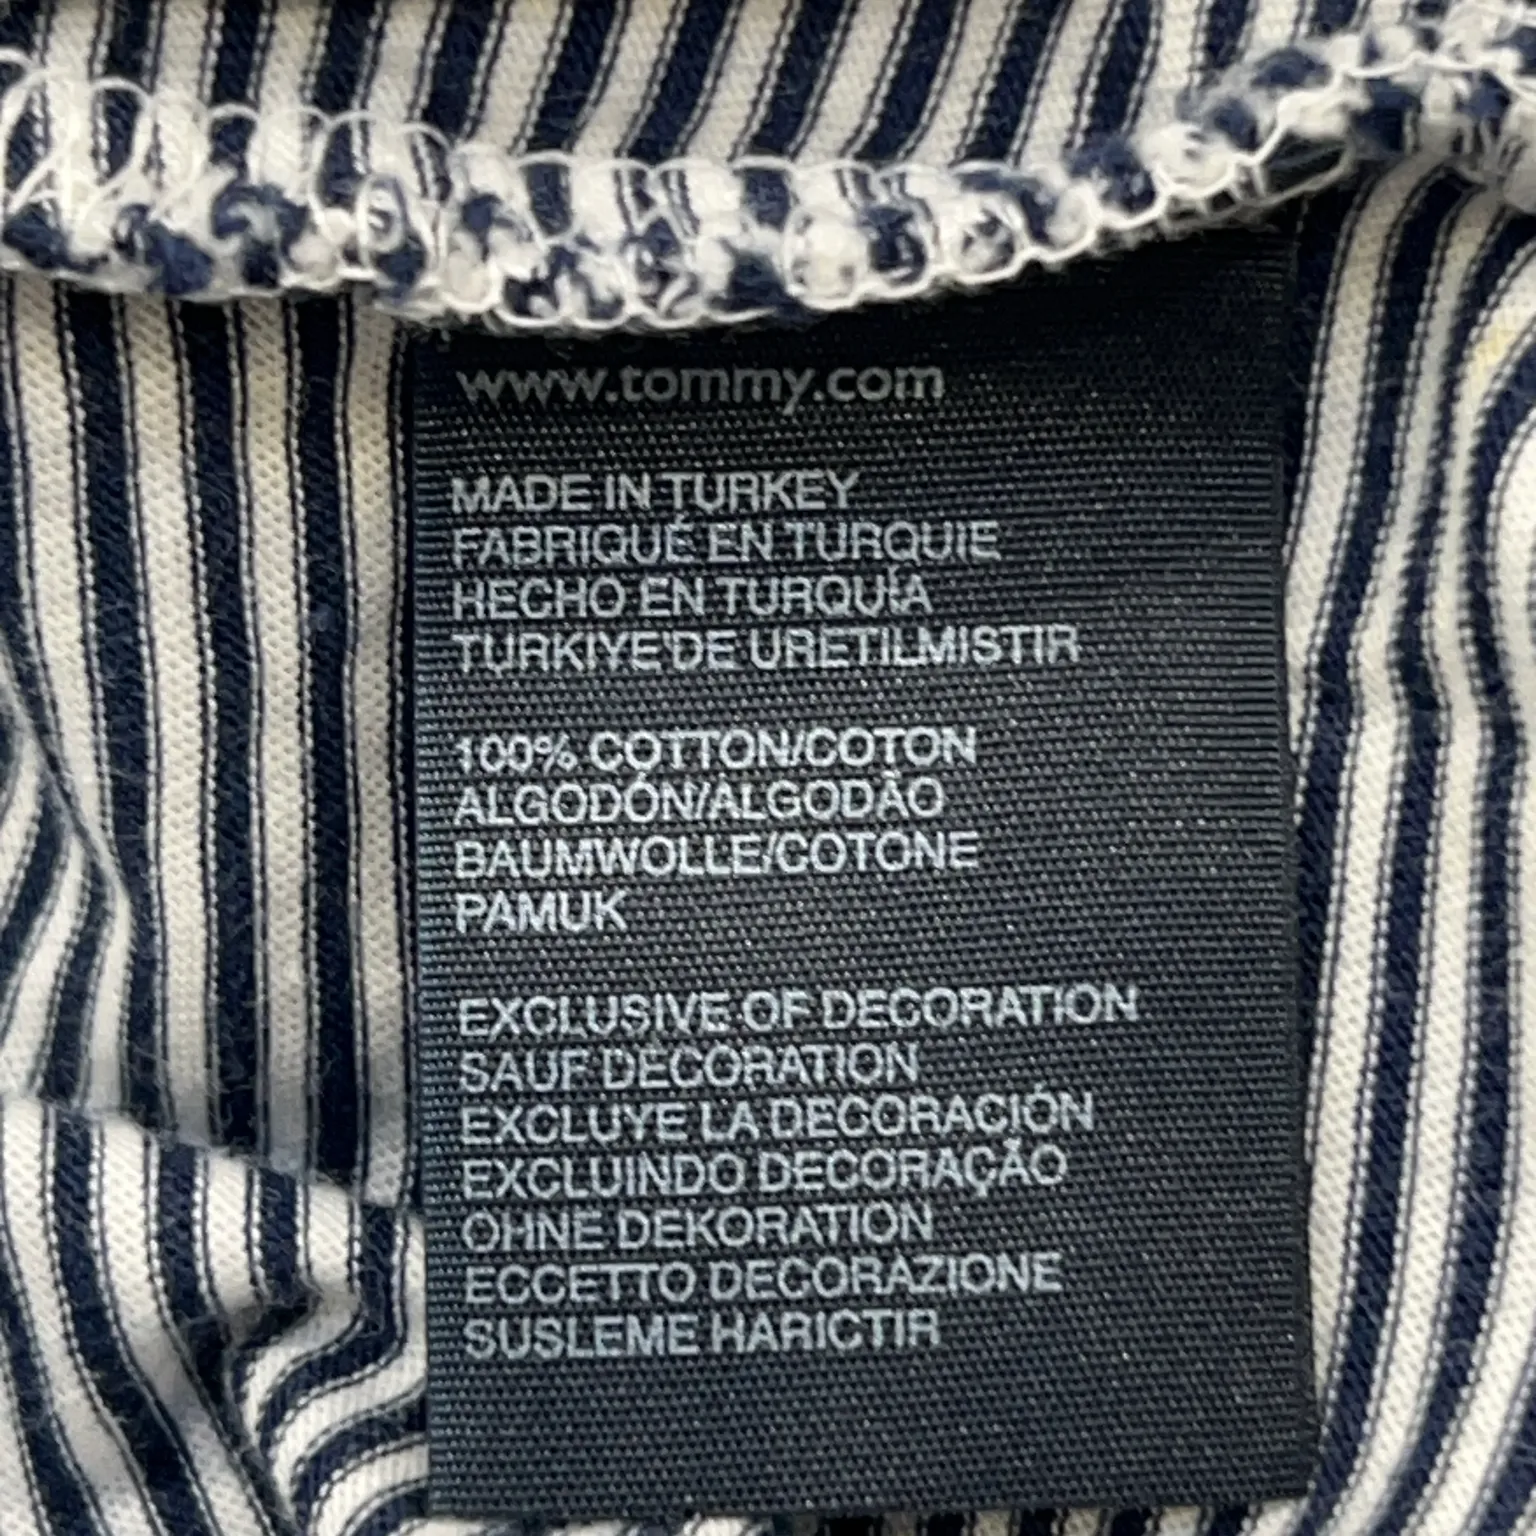 www.tommy.com
MADE IN TURKEY
FABRIQUÉ EN TURQUIE
HECHO EN TURQUÍA
TURKIYE'DE URETILMISTIR
100% COTTON/COTON
ALGODÓN/ALGODÃO
BAUMWOLLE/COTONE
PAMUK
EXCLUSIVE OF DECORATION
SAUF DÉCORATION
EXCLUYE LA DECORACIÓN
EXCLUINDO DECORAÇÃO
OHNE DEKORATION
ECCETTO DECORAZIONE
SUSLEME HARICTIR